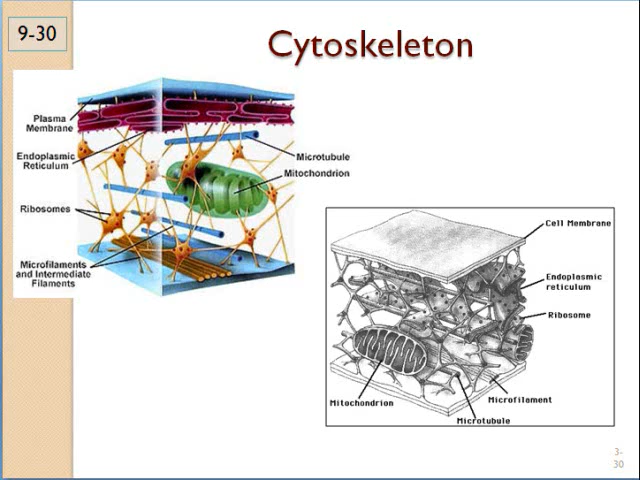 9-30
Cytoskeleton
Plasma
Membrane
Endoplasmic
Reticulum
Ribosomes
Microfilaments
and Intermediate
Filaments
Microtubule
Mitochondrion
Cell Membrane
Endoplasmic
reticulum
Ribosome
Mitochondrion
Microfilament
Microtubule
3-
30